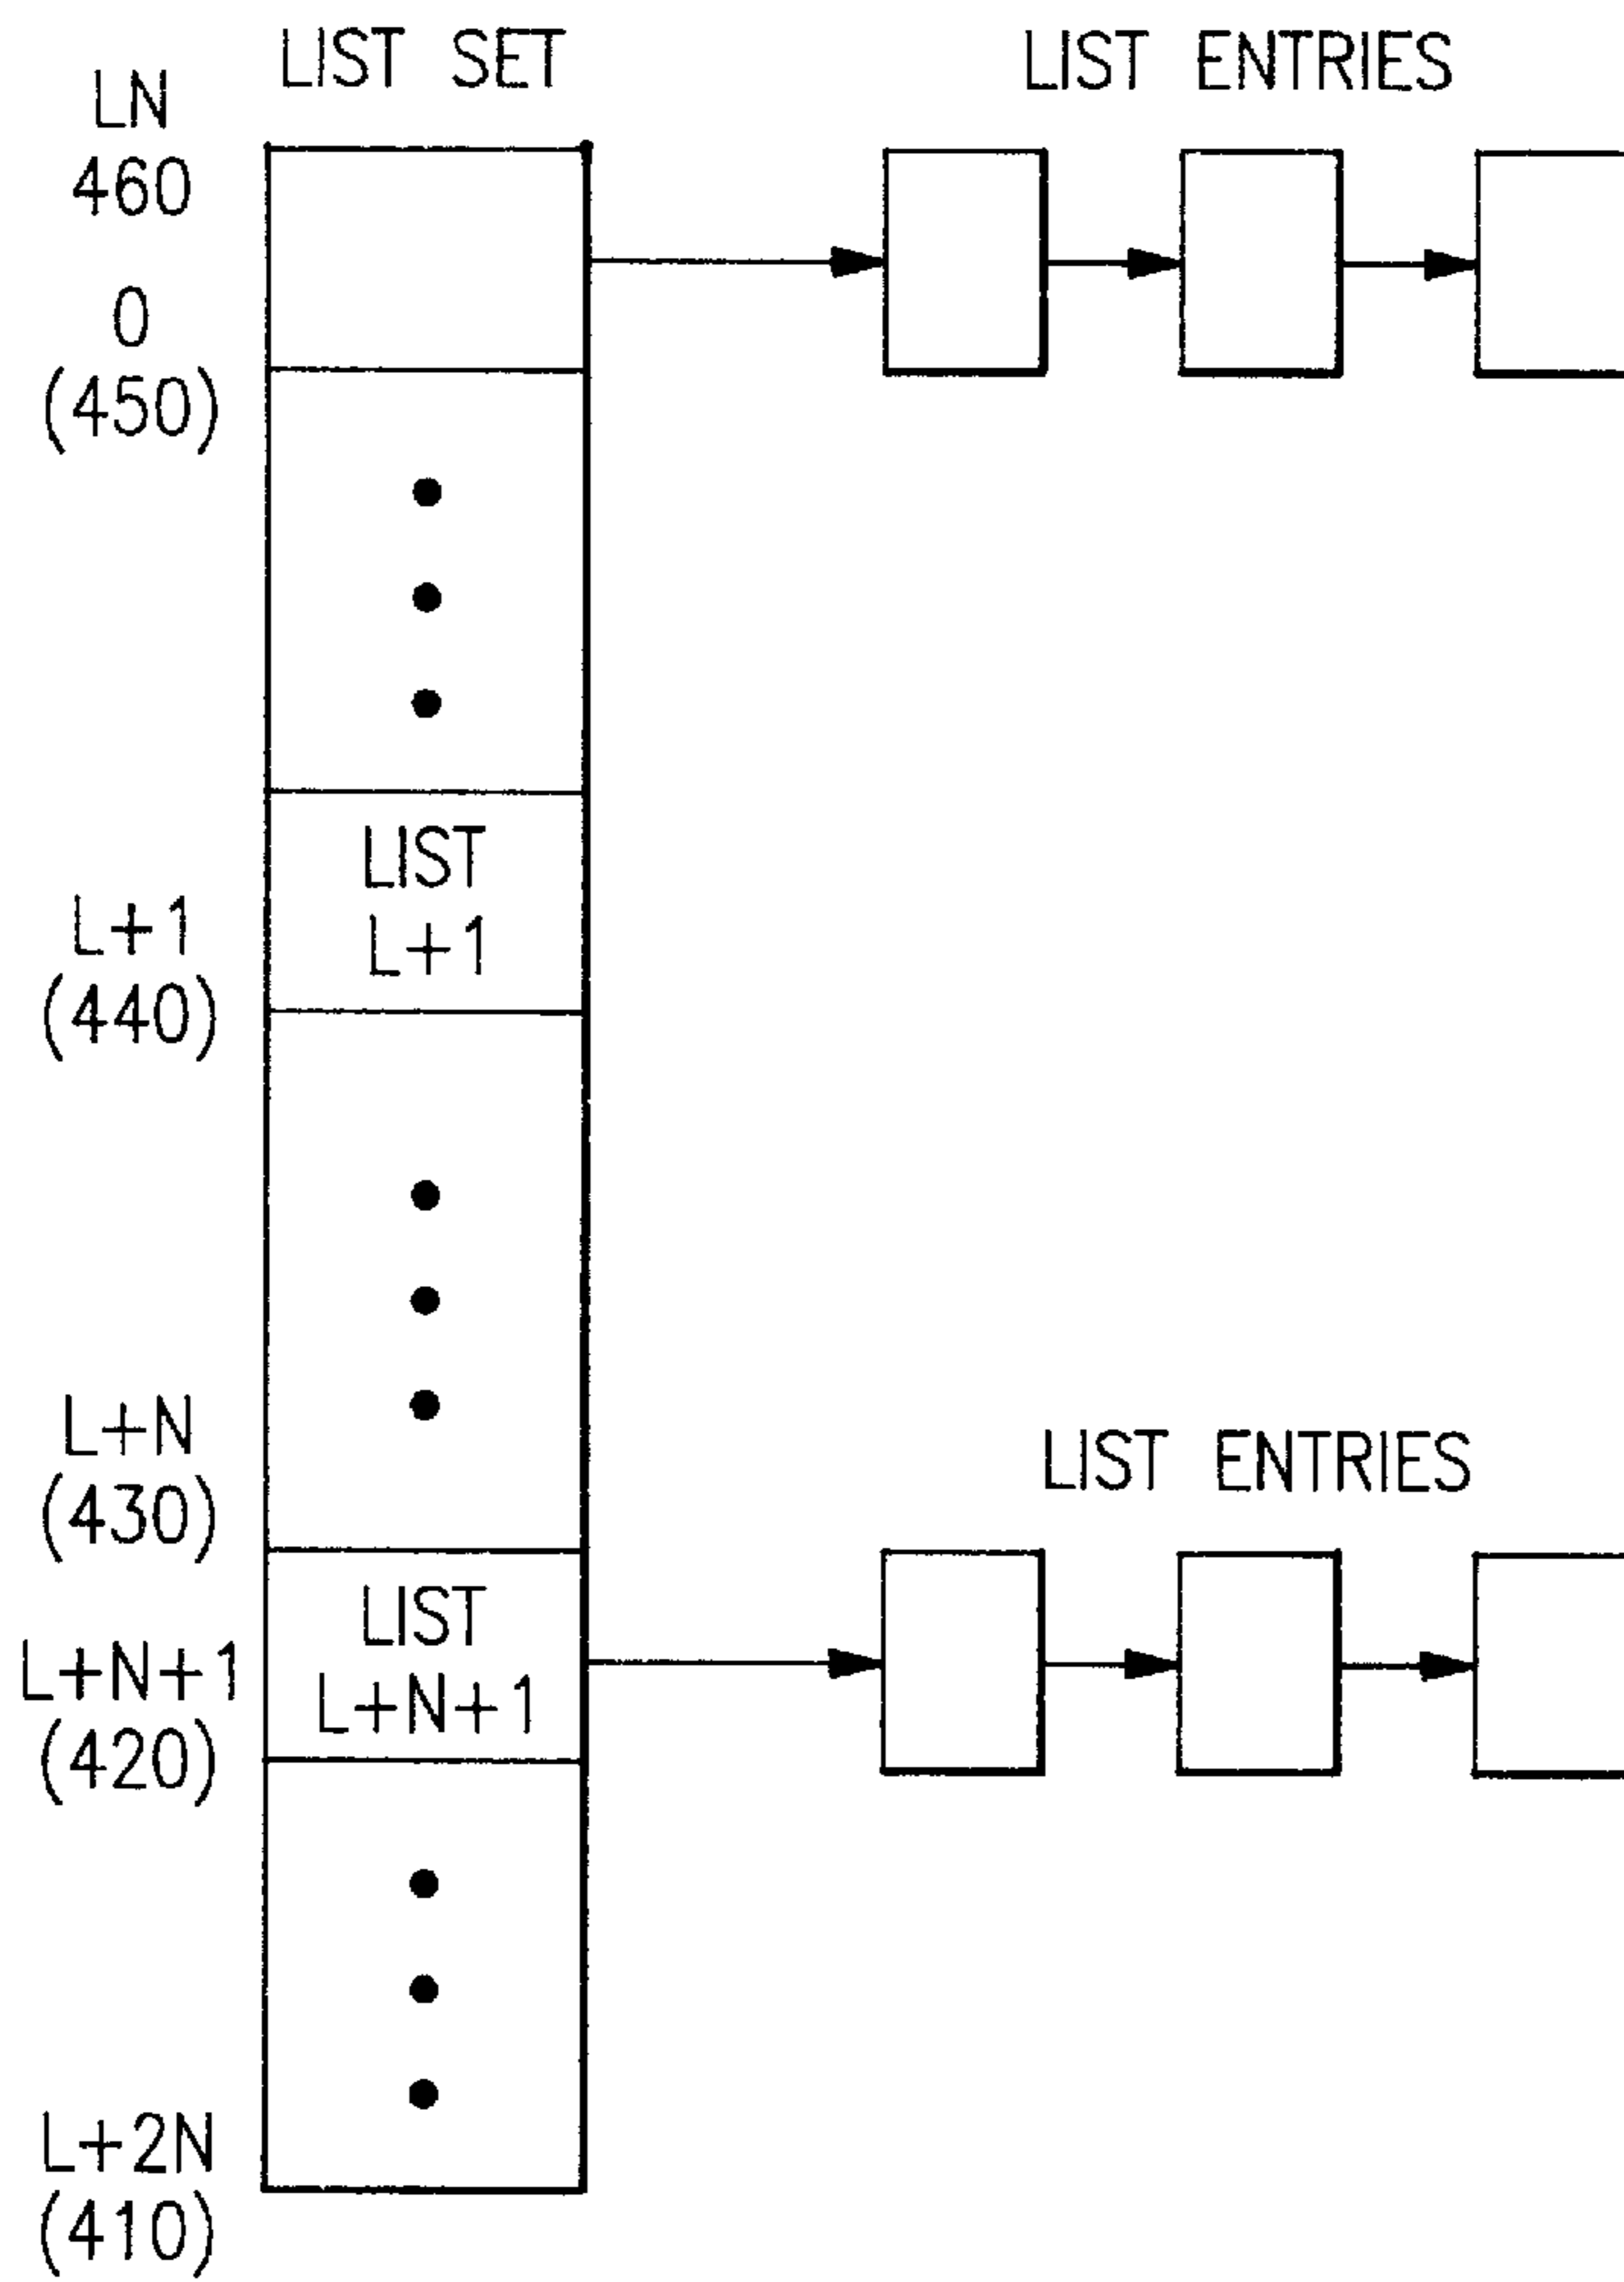 LIST SET
LIST ENTRIES
LN
460
0
(450)
LIST
L+1
L+1
(440)
L+N
(430)
LIST ENTRIES
LIST
L+N+1
L+N+1
(420)
L+2N
(410)